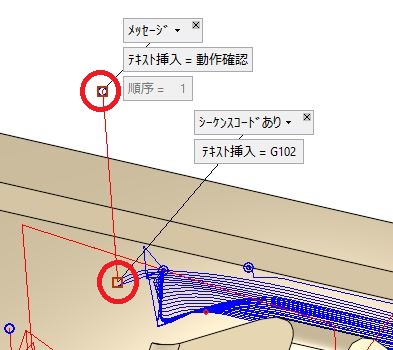 ﾒｯｾｰｼﾞ
テキスト挿入 = 動作確認
順序 = 1
ｼｰｹﾝｽｺｰﾄﾞあり
テキスト挿入 = G102